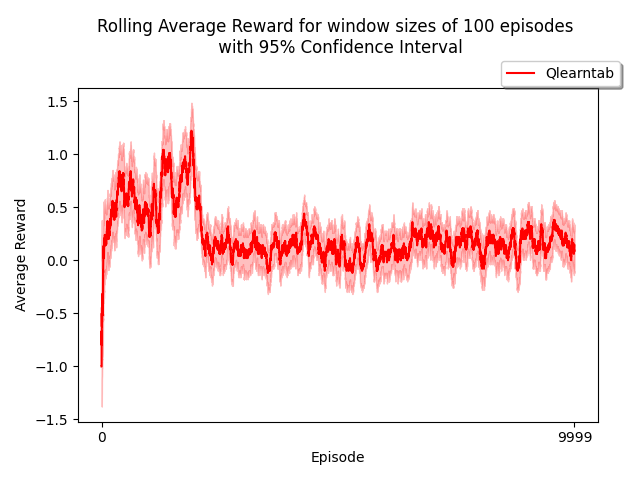 Rolling Average Reward for window sizes of 100 episodes
with 95% Confidence Interval
Qlearntab
1.5
1.0
0.5
0.0
−0.5
−1.0
−1.5
Average Reward
0
9999
Episode